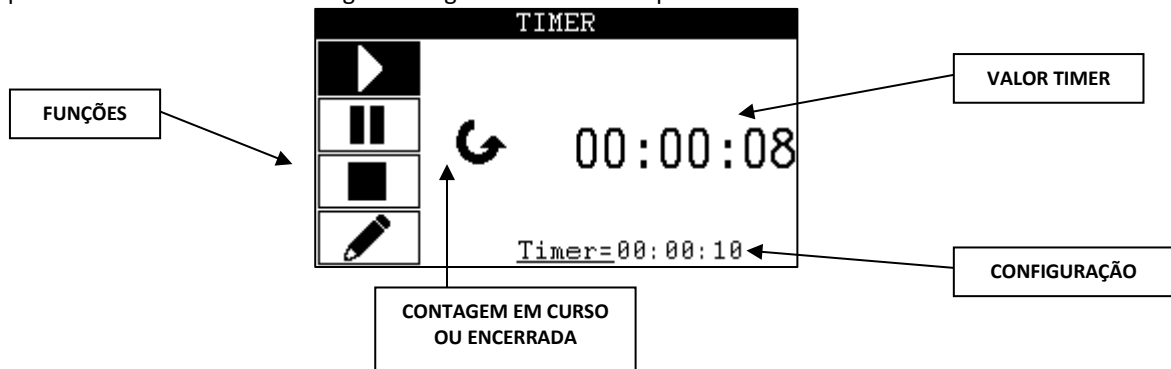 TIMER
VALOR TIMER
FUNÇÕES
00:00:08
Timer=00:00:10
CONFIGURAÇÃO
CONTAGEM EM CURSO
OU ENCERRADA